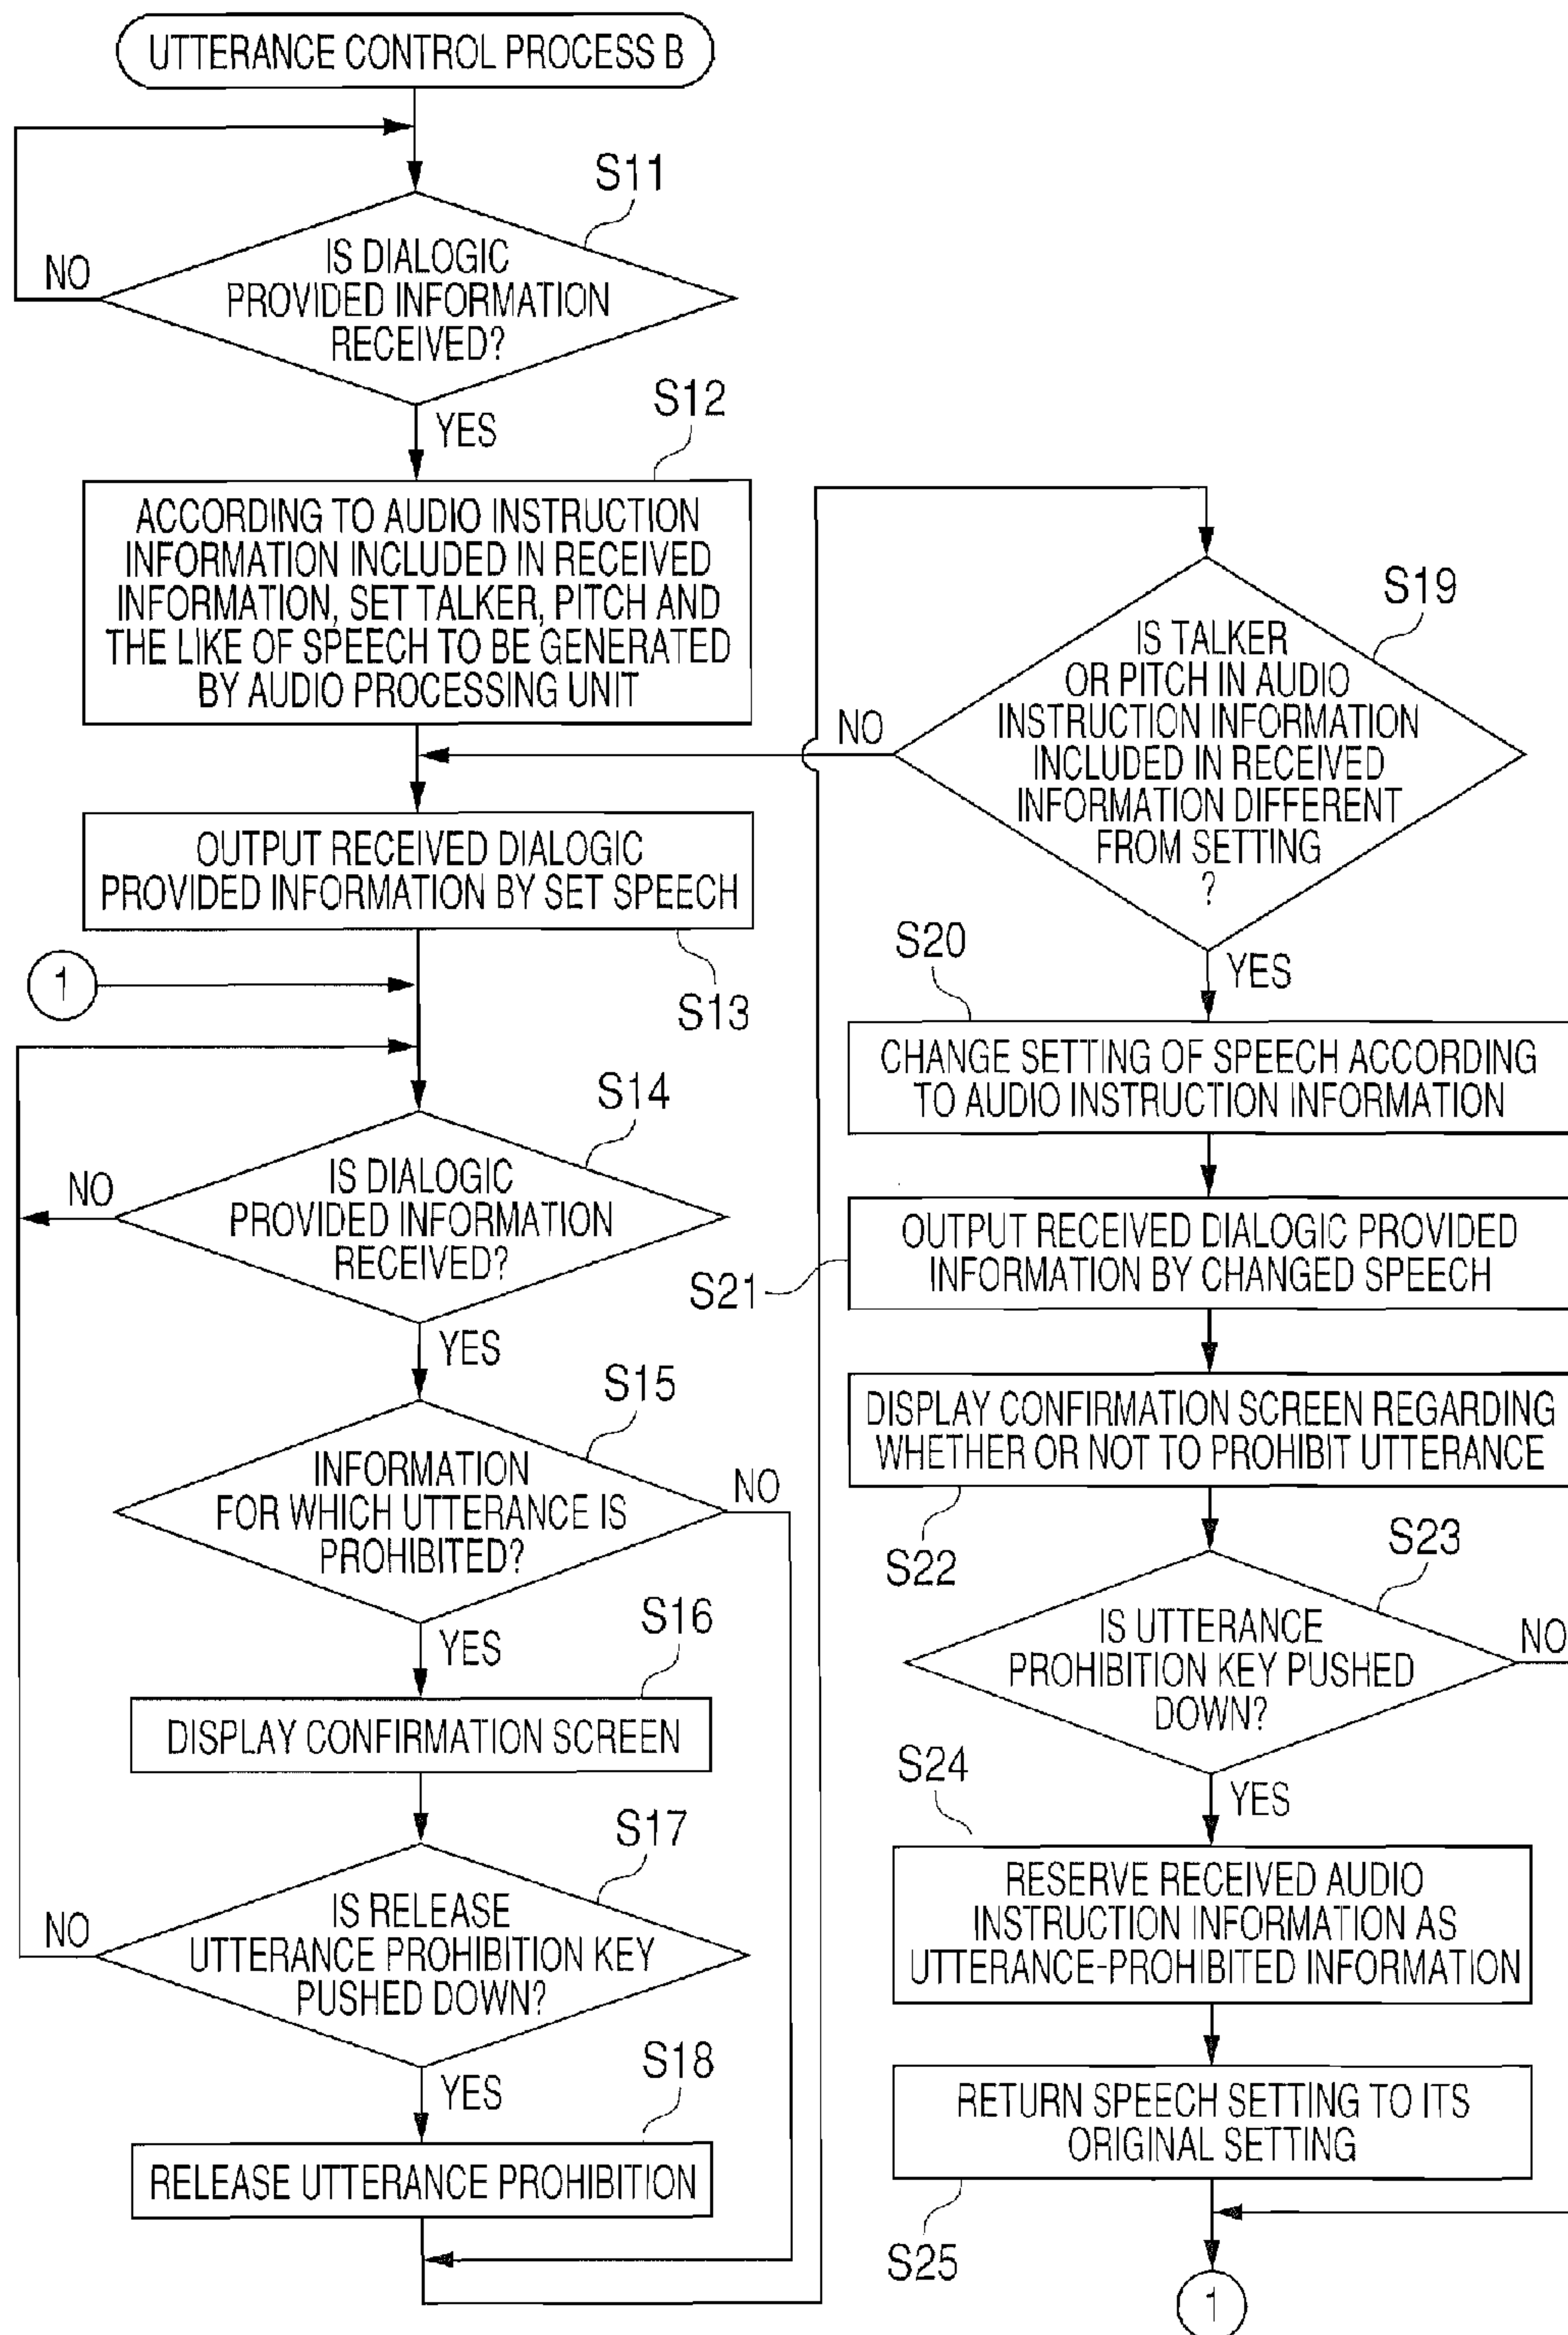 UTTERANCE CONTROL PROCESS B
S11
IS DIALOGIC
PROVIDED INFORMATION
RECEIVED?
NO
YES
S12
ACCORDING TO AUDIO INSTRUCTION
INFORMATION INCLUDED IN RECEIVED
INFORMATION, SET TALKER, PITCH AND
THE LIKE OF SPEECH TO BE GENERATED
BY AUDIO PROCESSING UNIT
OUTPUT RECEIVED DIALOGIC
PROVIDED INFORMATION BY SET SPEECH
S13
1
S14
IS DIALOGIC
PROVIDED INFORMATION
RECEIVED?
NO
YES
S15
INFORMATION
FOR WHICH UTTERANCE IS
PROHIBITED?
NO
YES
S16
DISPLAY CONFIRMATION SCREEN
S17
IS RELEASE
UTTERANCE PROHIBITION KEY
PUSHED DOWN?
NO
YES
S18
RELEASE UTTERANCE PROHIBITION
S19
IS TALKER
OR PITCH IN AUDIO
INSTRUCTION INFORMATION
INCLUDED IN RECEIVED
INFORMATION DIFFERENT
FROM SETTING
?
NO
YES
S20
CHANGE SETTING OF SPEECH ACCORDING
TO AUDIO INSTRUCTION INFORMATION
OUTPUT RECEIVED DIALOGIC PROVIDED
INFORMATION BY CHANGED SPEECH
S21
DISPLAY CONFIRMATION SCREEN REGARDING
WHETHER OR NOT TO PROHIBIT UTTERANCE
S22
S23
IS UTTERANCE
PROHIBITION KEY PUSHED
DOWN?
NO
YES
S24
RESERVE RECEIVED AUDIO
INSTRUCTION INFORMATION AS
UTTERANCE-PROHIBITED INFORMATION
RETURN SPEECH SETTING TO ITS
ORIGINAL SETTING
S25
1